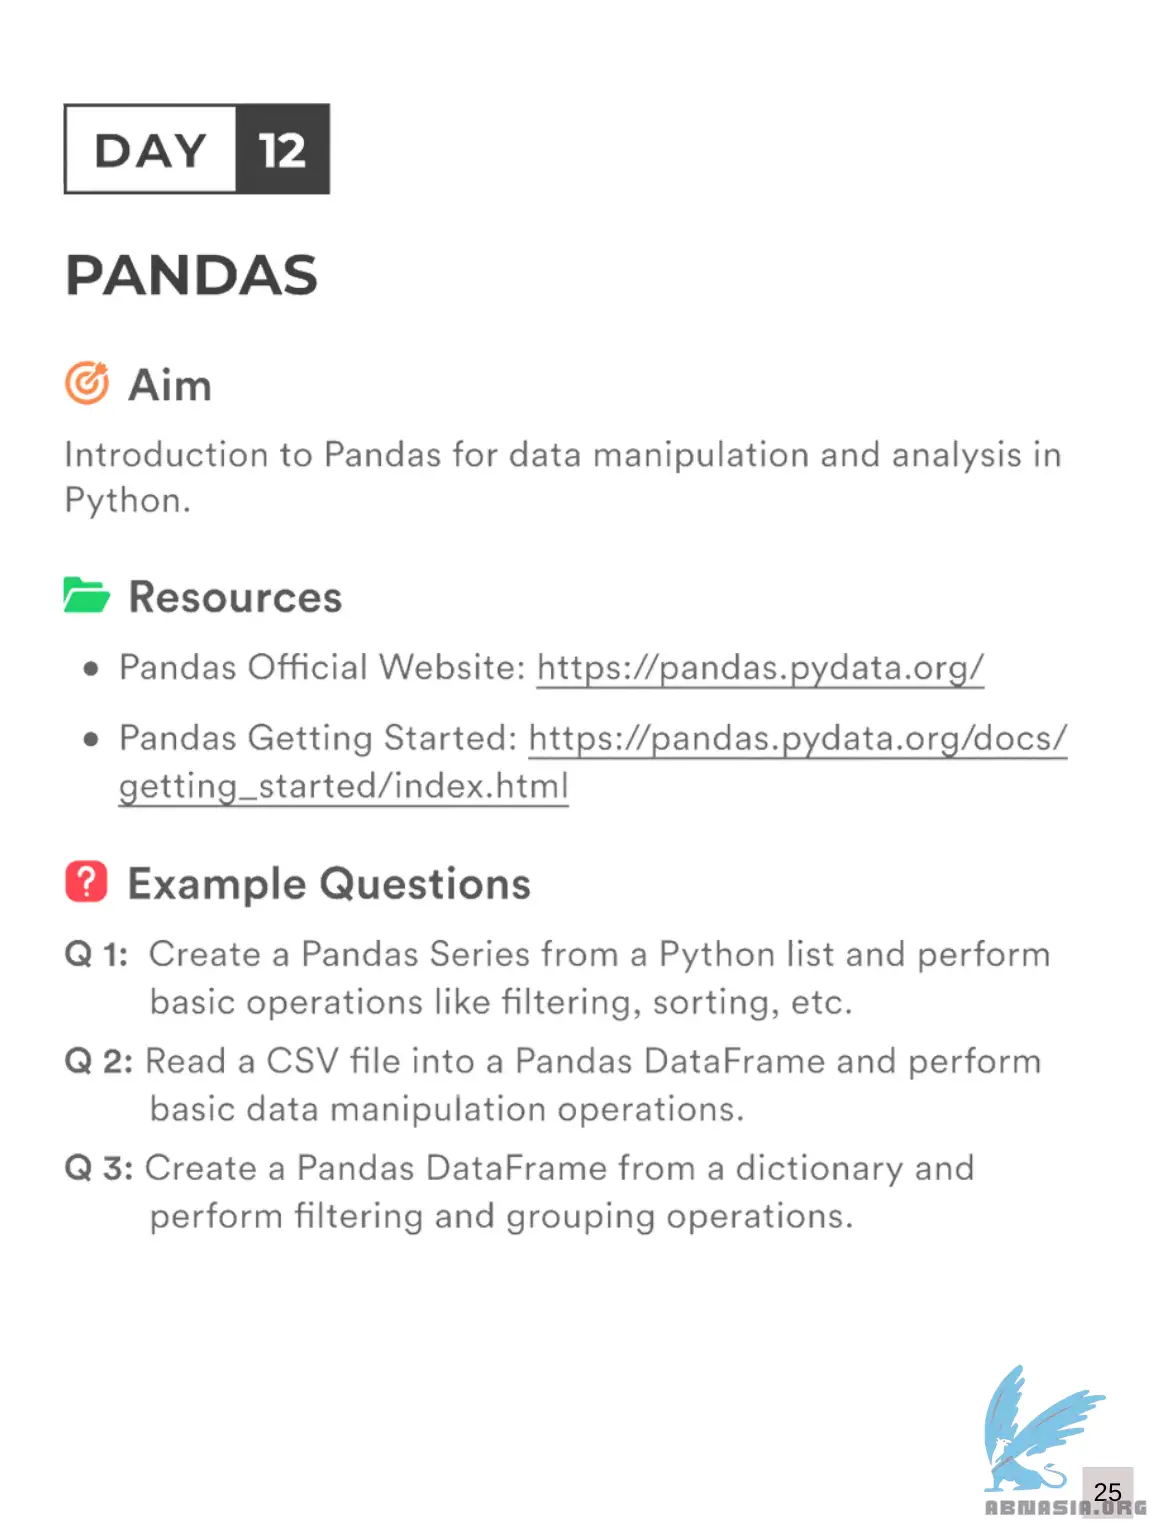 DAY 12
PANDAS
Aim
Introduction to Pandas for data manipulation and analysis in
Python.
Resources
• Pandas Official Website: https://pandas.pydata.org/
• Pandas Getting Started: https://pandas.pydata.org/docs/
getting_started/index.html
? Example Questions
Q 1: Create a Pandas Series from a Python list and perform
basic operations like filtering, sorting, etc.
Q 2: Read a CSV file into a Pandas DataFrame and perform
basic data manipulation operations.
Q 3: Create a Pandas DataFrame from a dictionary and
perform filtering and grouping operations.
25
ABNASIA.ORG